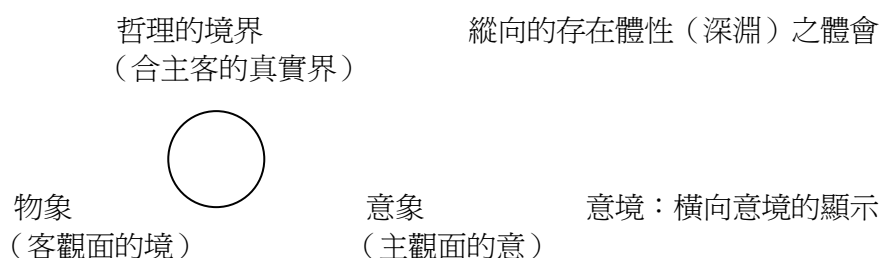 哲理的境界 縱向的存在體性（深淵）之體會
（合主客的真實界）
物象 意象 意境：橫向意境的顯示
（客觀面的境） （主觀面的意）